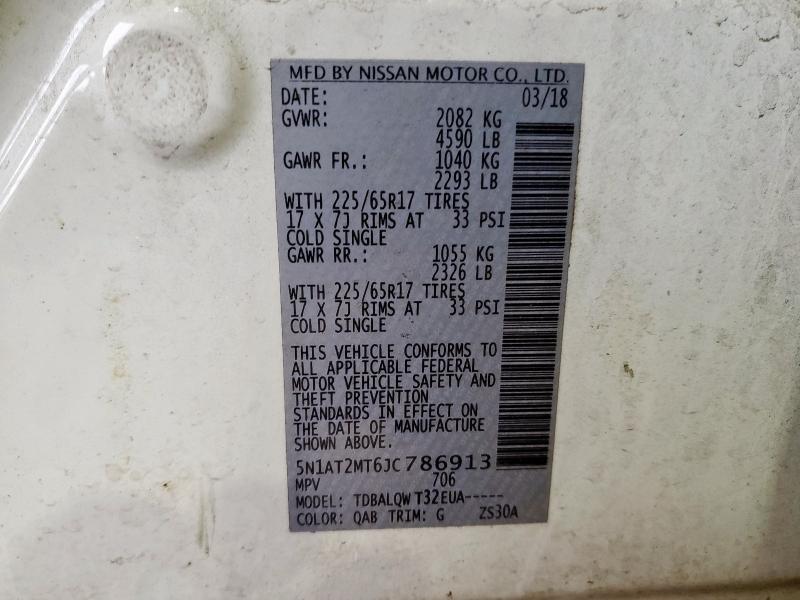 MFD BY NISSAN MOTOR CO., LTD.
DATE: 03/18
GVWR: 2082 KG
4590 LB
GAWR FR.: 1040 KG
2293 LB
WITH 225/65R17 TIRES
17 X 7J RIMS AT 33 PSI
COLD SINGLE
GAWR RR.: 1055 KG
2326 LB
WITH 225/65R17 TIRES
17 X 7J RIMS AT 33 PSI
COLD SINGLE
THIS VEHICLE CONFORMS TO
ALL APPLICABLE FEDERAL
MOTOR VEHICLE SAFETY AND
THEFT PREVENTION
STANDARDS IN EFFECT ON
THE DATE OF MANUFACTURE
SHOWN ABOVE.
5N1AT2MT6JC786913
MPV 706
MODEL: TDBALQW T32EUA-----
COLOR: QAB TRIM: G ZS30A